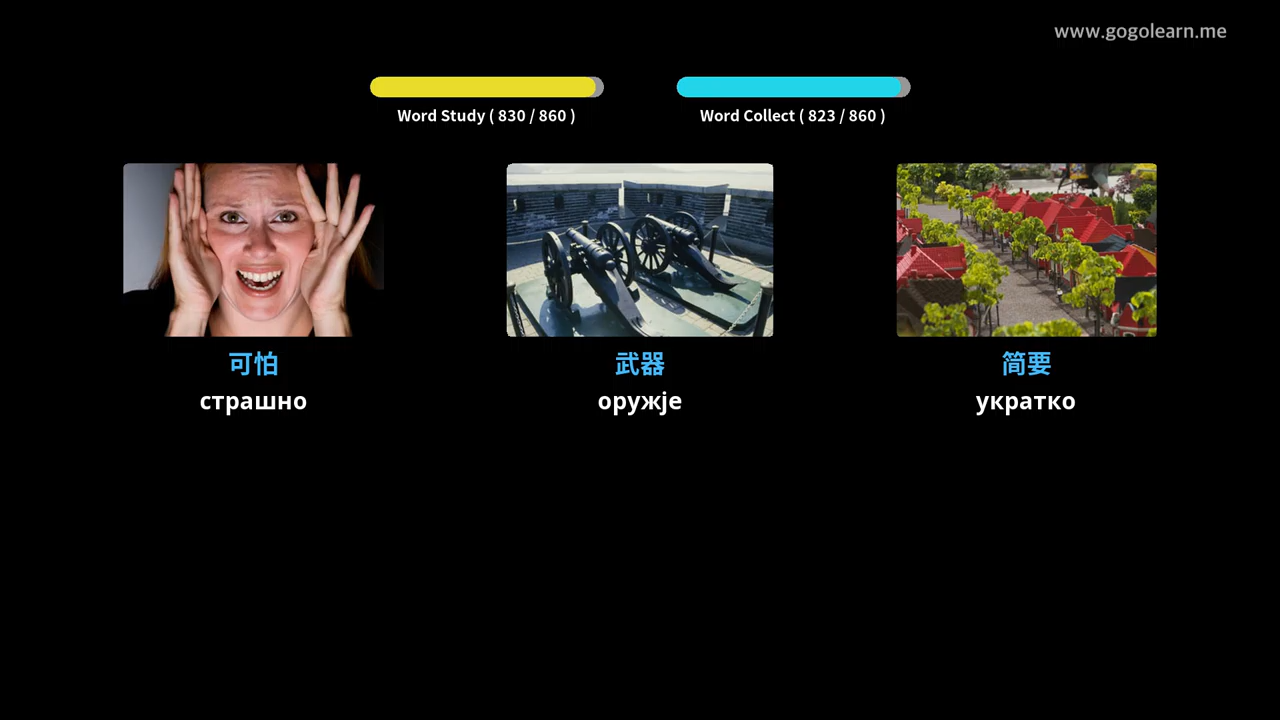 www.gogolearn.me
Word Study ( 830 / 860 )
Word Collect ( 823 / 860 )
可怕
страшно
武器
оружје
简要
укратко